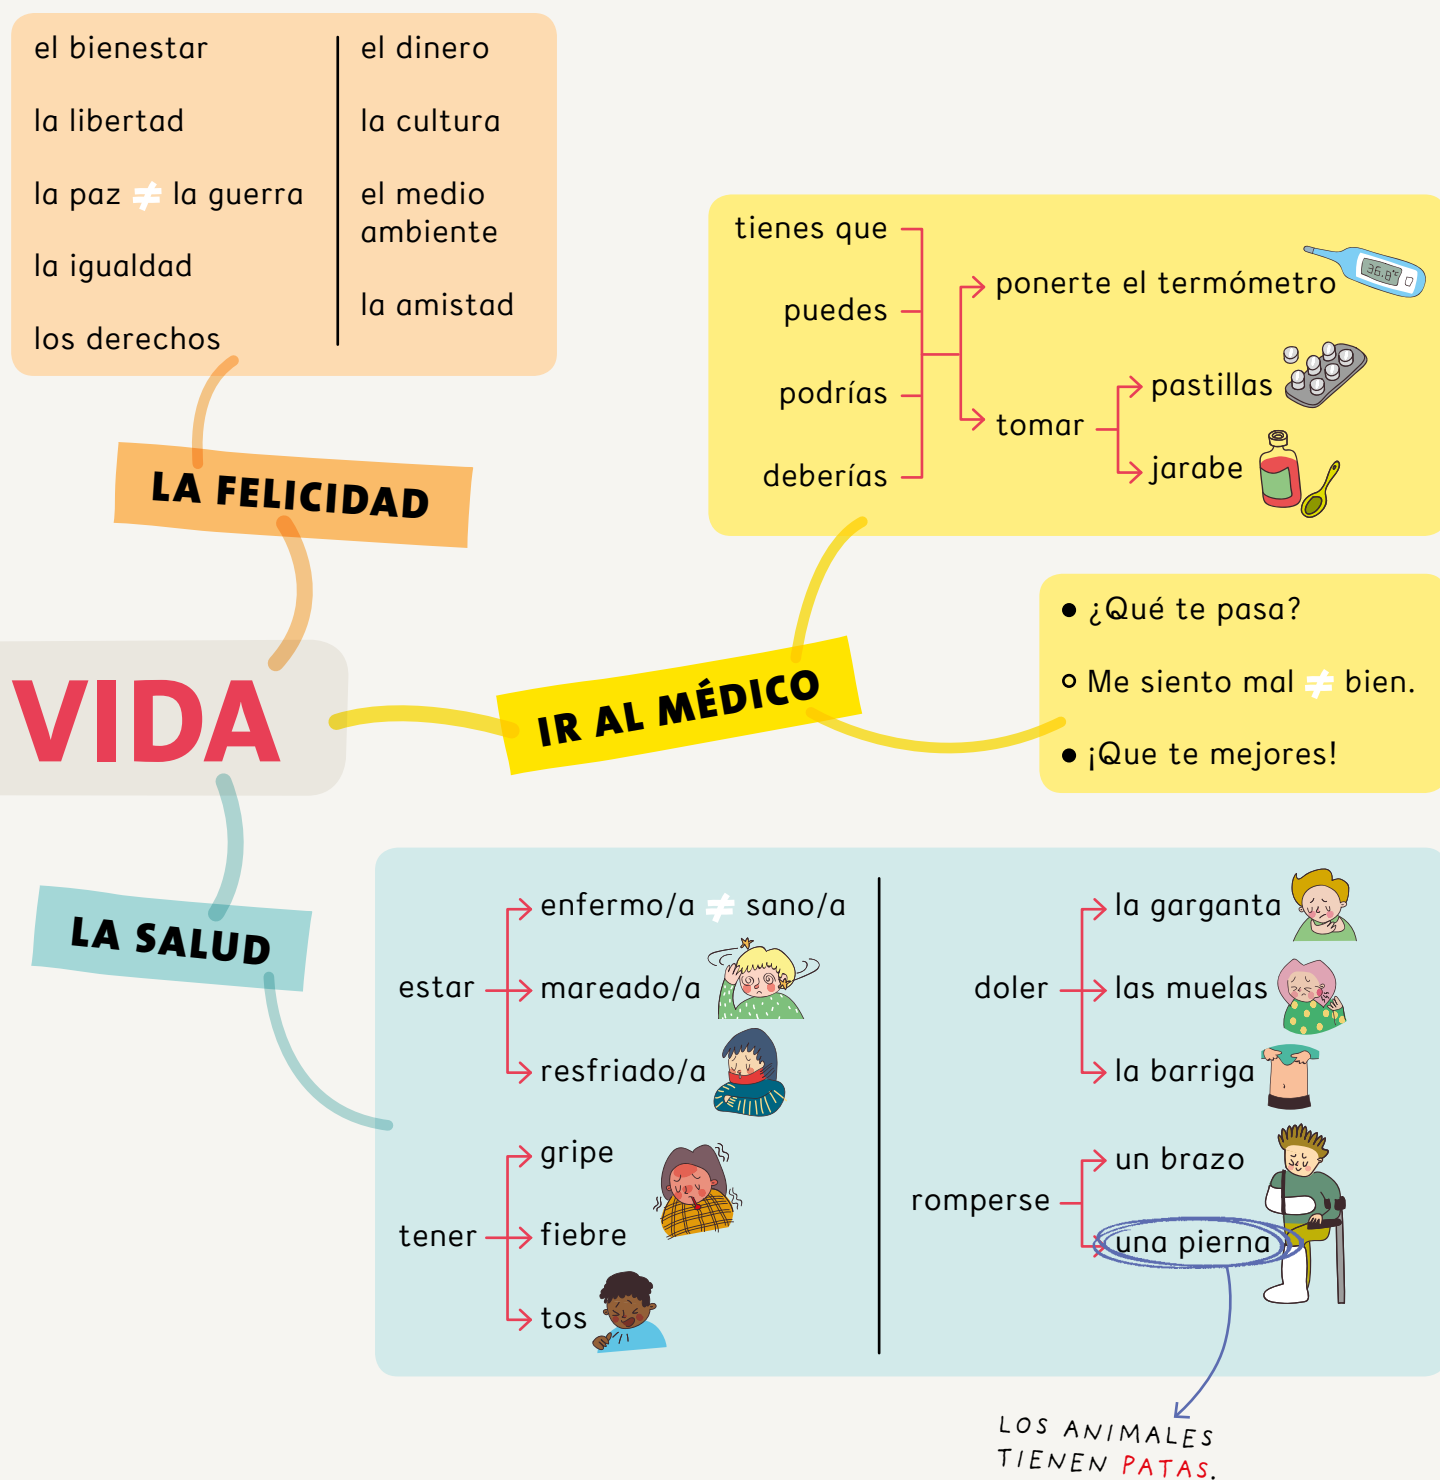 el bienestar
la libertad
la paz ≠ la guerra
la igualdad
los derechos
el dinero
la cultura
el medio
ambiente
la amistad
LA FELICIDAD
tienes que
puedes
podrías
deberías
ponerte el termómetro
36.8°c
tomar
pastillas
jarabe
VIDA
IR AL MÉDICO
● ¿Qué te pasa?
○ Me siento mal ≠ bien.
● ¡Que te mejores!
LA SALUD
estar
enfermo/a ≠ sano/a
mareado/a
resfriado/a
tener
gripe
fiebre
tos
doler
la garganta
las muelas
la barriga
romperse
un brazo
una pierna
LOS ANIMALES
TIENEN PATAS.